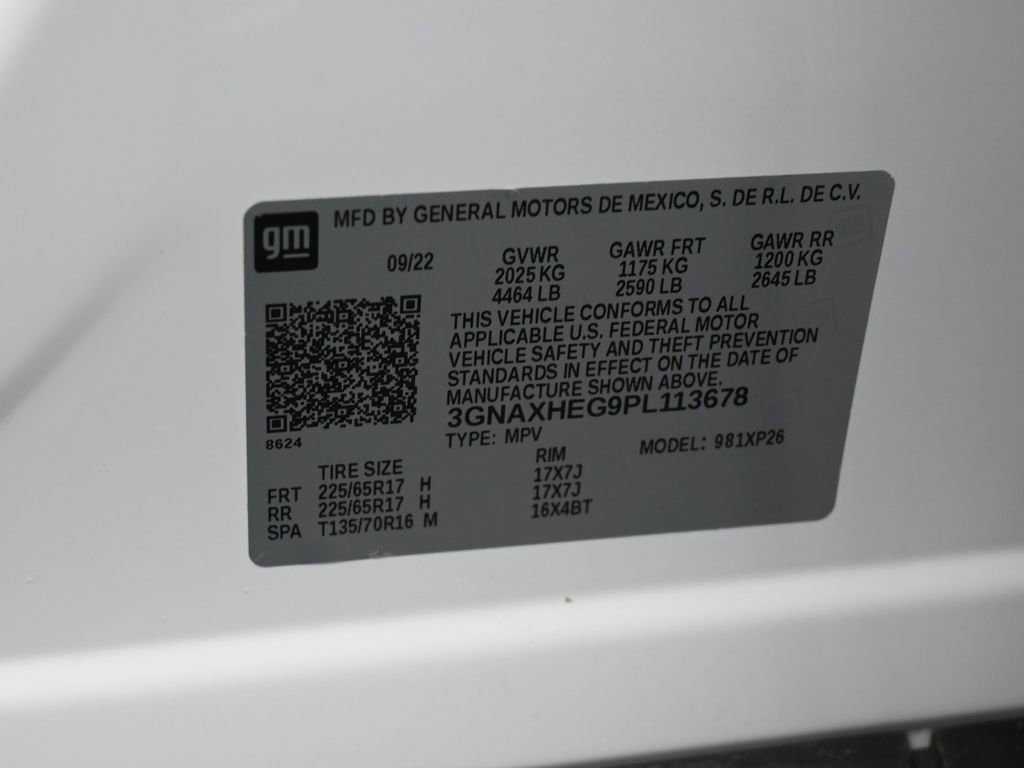 gm
MFD BY GENERAL MOTORS DE MEXICO, S. DE R.L. DE C.V.
09/22 GVWR GAWR FRT GAWR RR
2025 KG 1175 KG 1200 KG
4464 LB 2590 LB 2645 LB
THIS VEHICLE CONFORMS TO ALL
APPLICABLE U.S. FEDERAL MOTOR
VEHICLE SAFETY AND THEFT PREVENTION
STANDARDS IN EFFECT ON THE DATE OF
MANUFACTURE SHOWN ABOVE.
3GNAXHEG9PL113678
8624
TYPE: MPV MODEL: 981XP26
TIRE SIZE RIM
FRT 225/65R17 H 17X7J
RR 225/65R17 H 17X7J
SPA T135/70R16 M 16X4BT